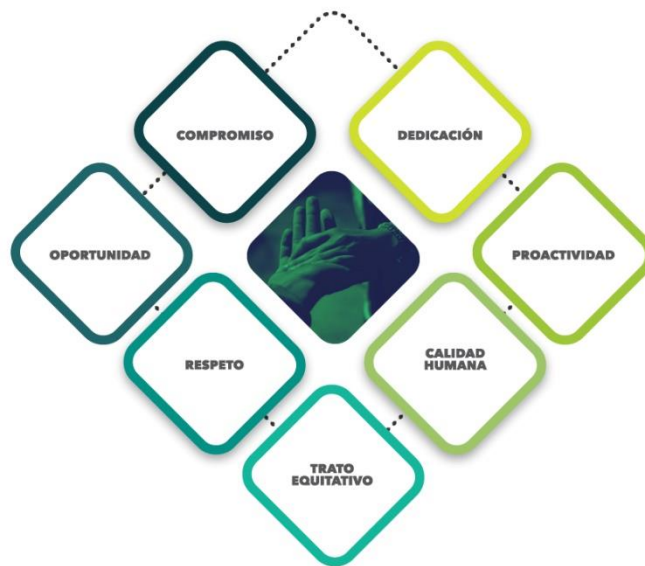 COMPROMISO
DEDICACIÓN
OPORTUNIDAD
PROACTIVIDAD
RESPETO
CALIDAD
HUMANA
TRATO
EQUITATIVO